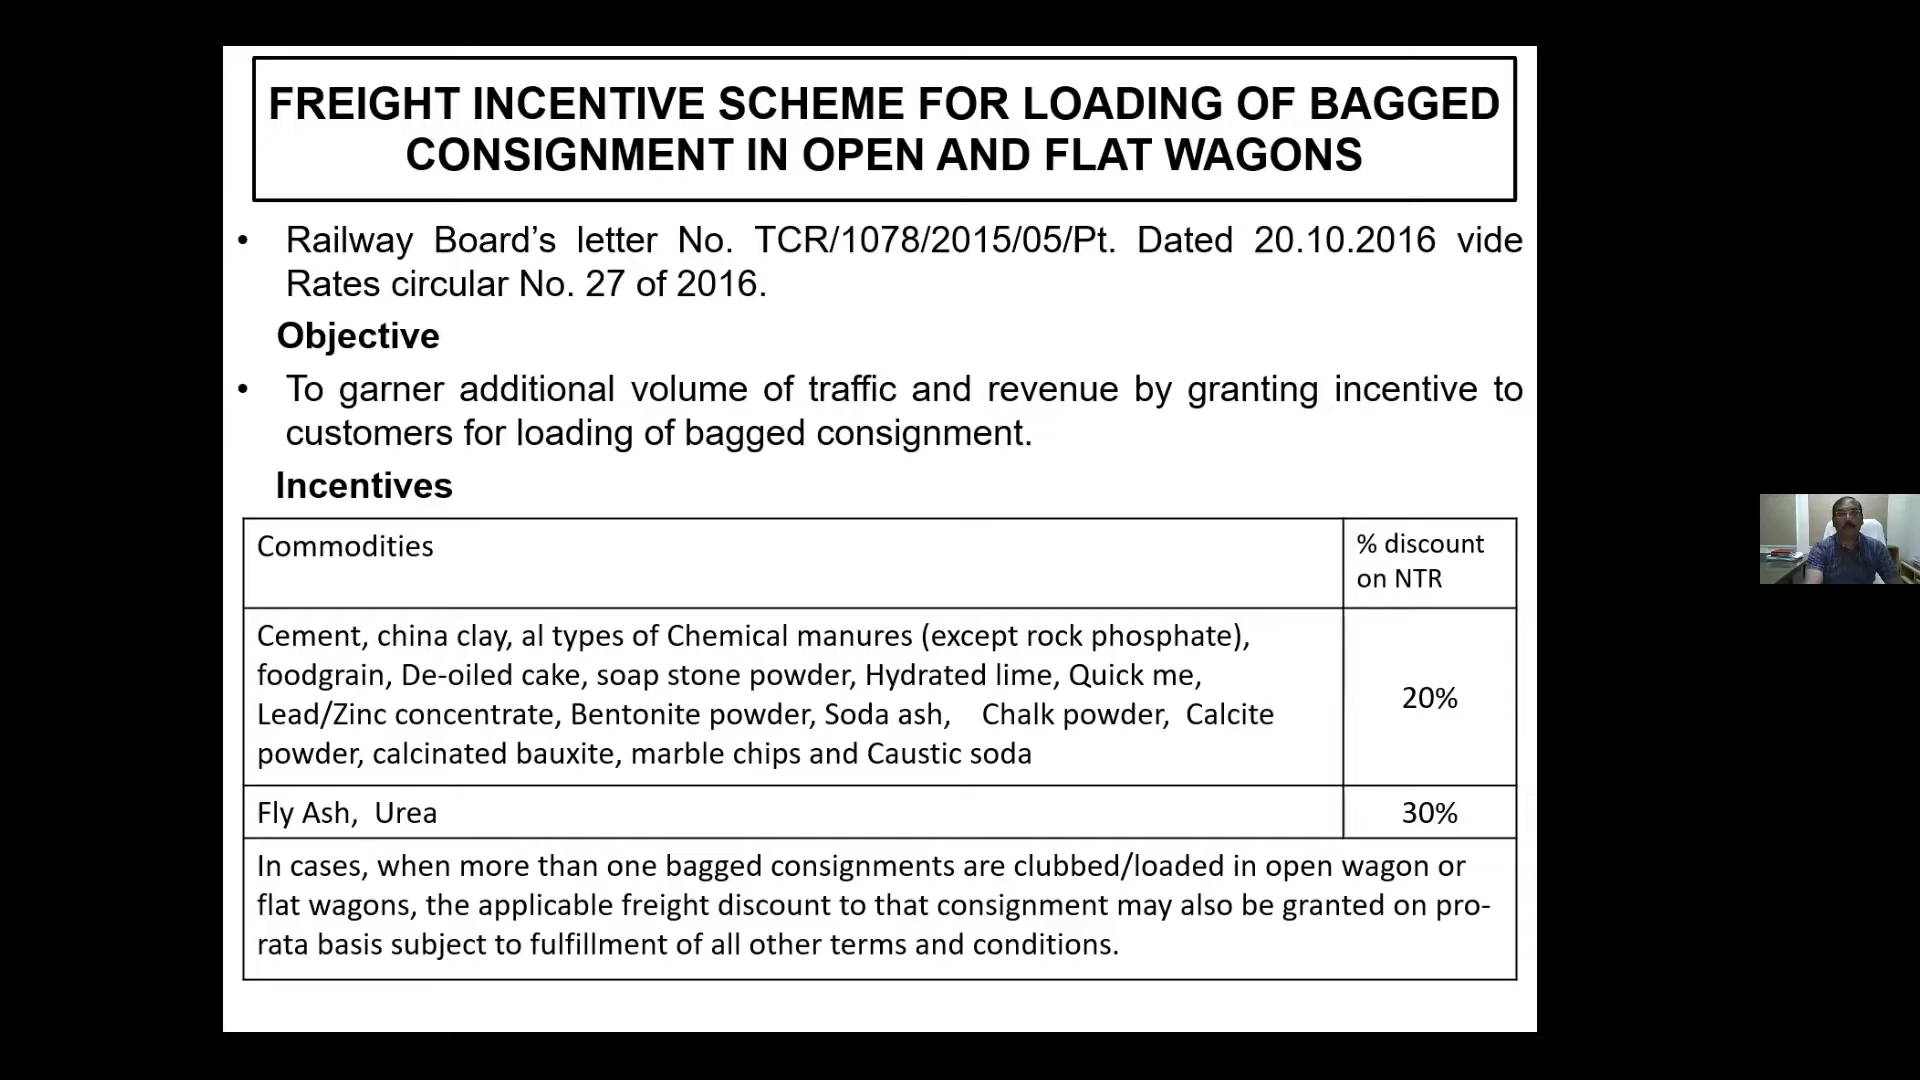 FREIGHT INCENTIVE SCHEME FOR LOADING OF BAGGED
CONSIGNMENT IN OPEN AND FLAT WAGONS
• Railway Board’s letter No. TCR/1078/2015/05/Pt. Dated 20.10.2016 vide
Rates circular No. 27 of 2016.
Objective
• To garner additional volume of traffic and revenue by granting incentive to
customers for loading of bagged consignment.
Incentives
Commodities
% discount
on NTR
Cement, china clay, al types of Chemical manures (except rock phosphate),
foodgrain, De-oiled cake, soap stone powder, Hydrated lime, Quick me,
Lead/Zinc concentrate, Bentonite powder, Soda ash, Chalk powder, Calcite
powder, calcinated bauxite, marble chips and Caustic soda
20%
Fly Ash, Urea
30%
In cases, when more than one bagged consignments are clubbed/loaded in open wagon or
flat wagons, the applicable freight discount to that consignment may also be granted on pro-
rata basis subject to fulfillment of all other terms and conditions.